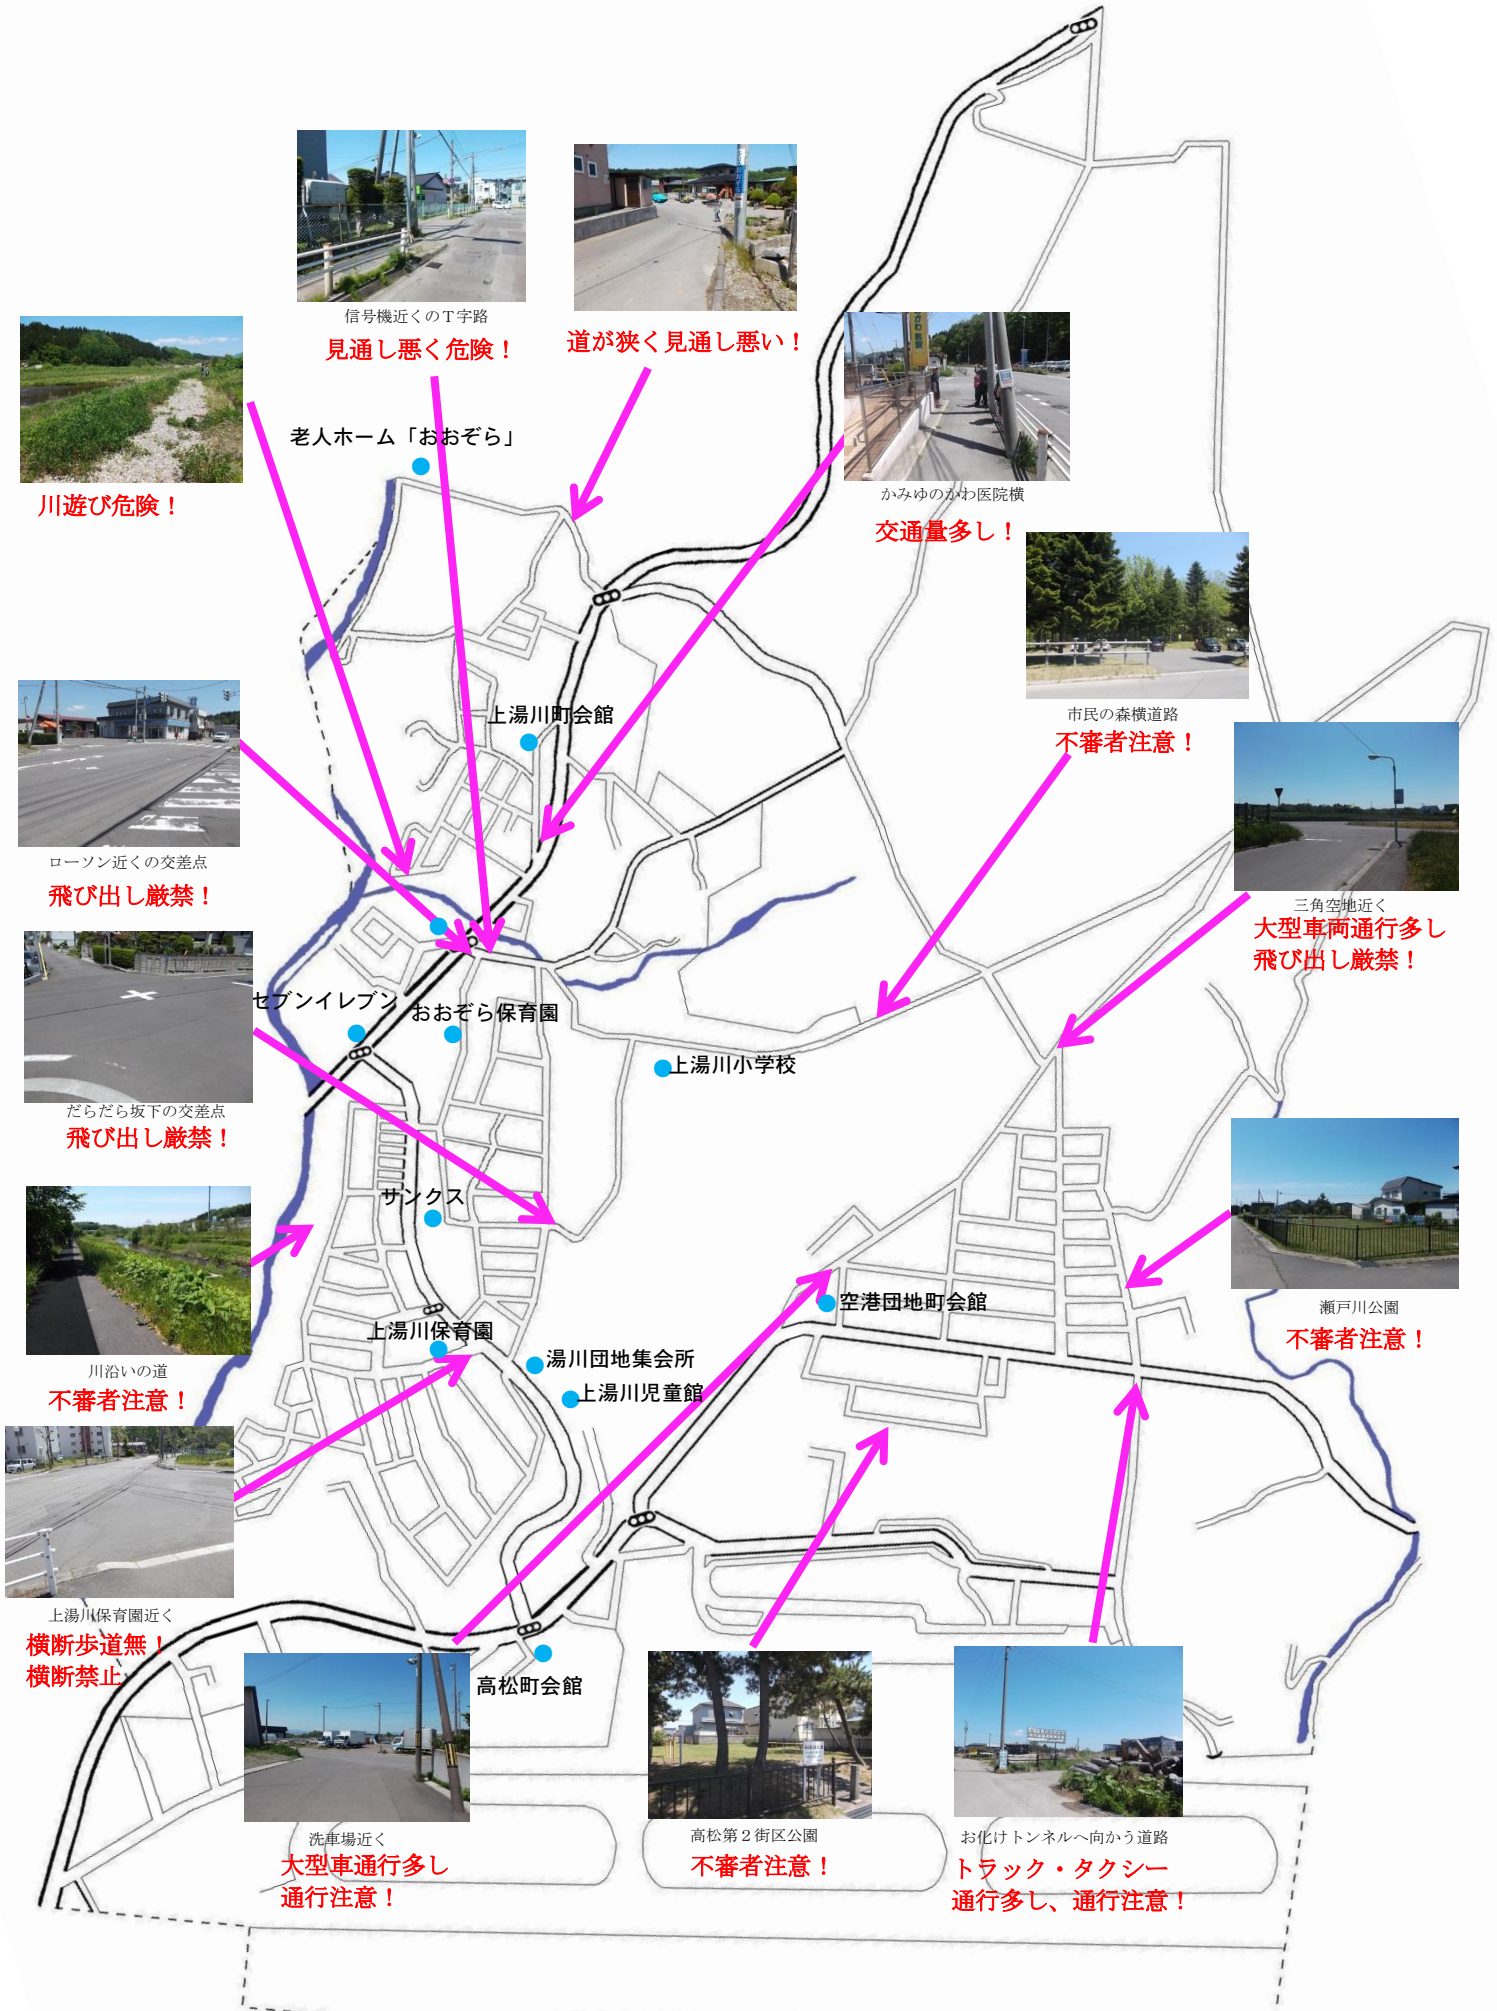 信号機近くのＴ字路
見通し悪く危険！
道が狭く見通し悪い！
川遊び危険！
老人ホーム「おおぞら」
かみゆのかわ医院横
交通量多し！
市民の森横道路
不審者注意！
上湯川町会館
ローソン近くの交差点
飛び出し厳禁！
三角空地近く
大型車両通行多し
飛び出し厳禁！
セブンイレブン
おおぞら保育園
上湯川小学校
だらだら坂下の交差点
飛び出し厳禁！
サンクス
川沿いの道
不審者注意！
瀬戸川公園
不審者注意！
空港団地町会館
上湯川保育園
湯川団地集会所
上湯川児童館
上湯川保育園近く
横断歩道無！
横断禁止
高松町会館
洗車場近く
大型車通行多し
通行注意！
高松第２街区公園
不審者注意！
お化けトンネルへ向かう道路
トラック・タクシー
通行多し、通行注意！